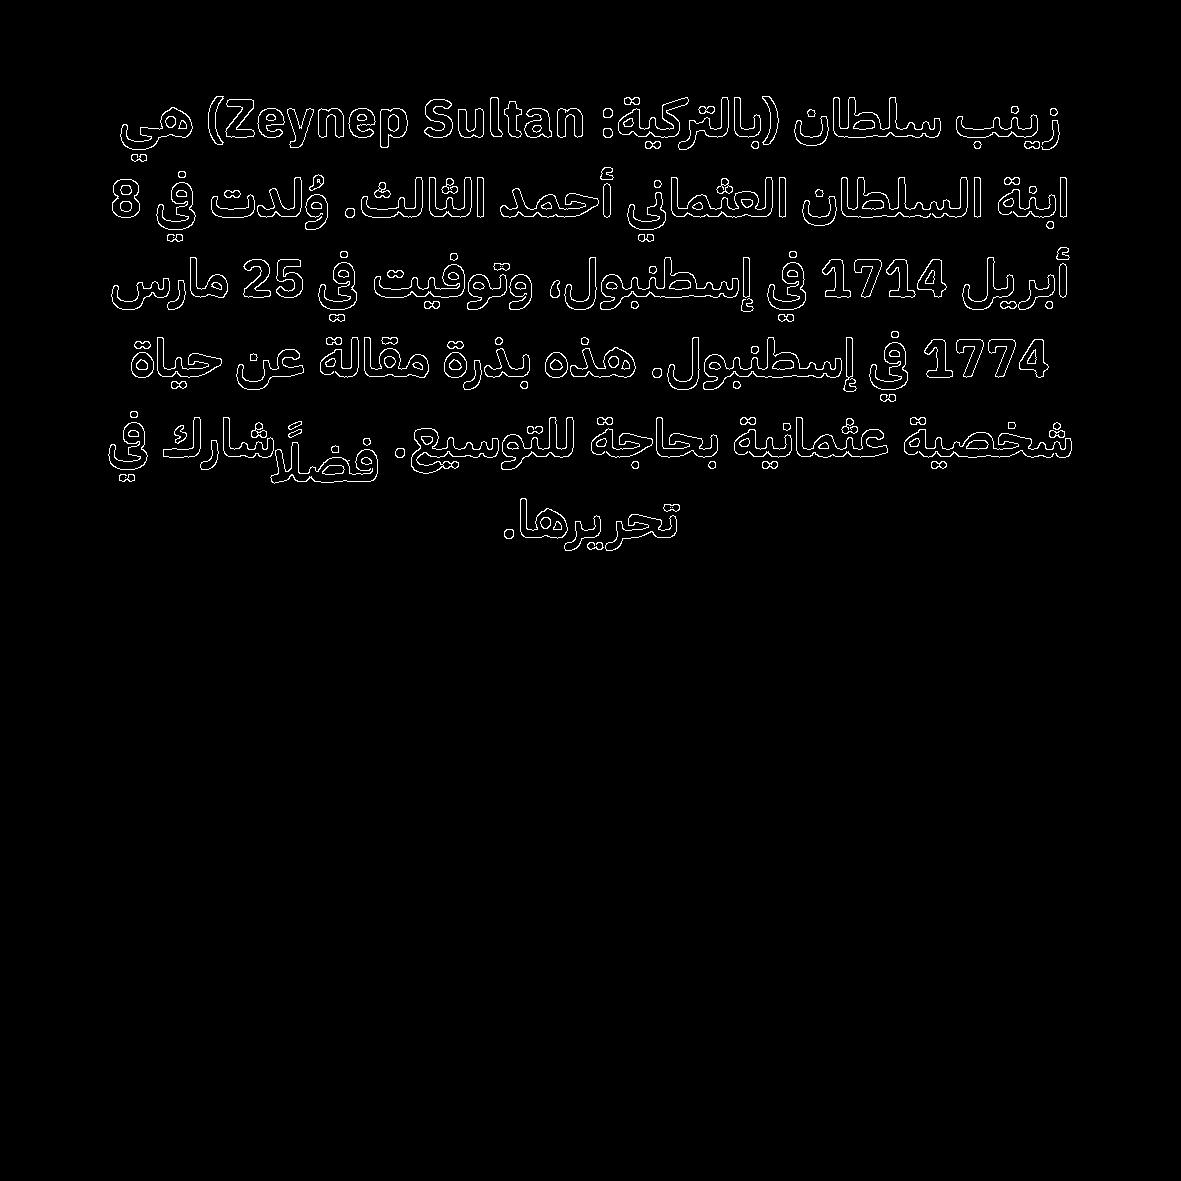 زينب سلطان (بالتركية: Zeynep Sultan) هي
ابنة السلطان العثماني أحمد الثالث. وُلدت في 8
أبريل 1714 في إسطنبول، وتوفيت في 25 مارس
1774 في إسطنبول. هذه بذرة مقالة عن حياة
شخصية عثمانية بحاجة للتوسيع. فضلًا شارك في
تحريرها.